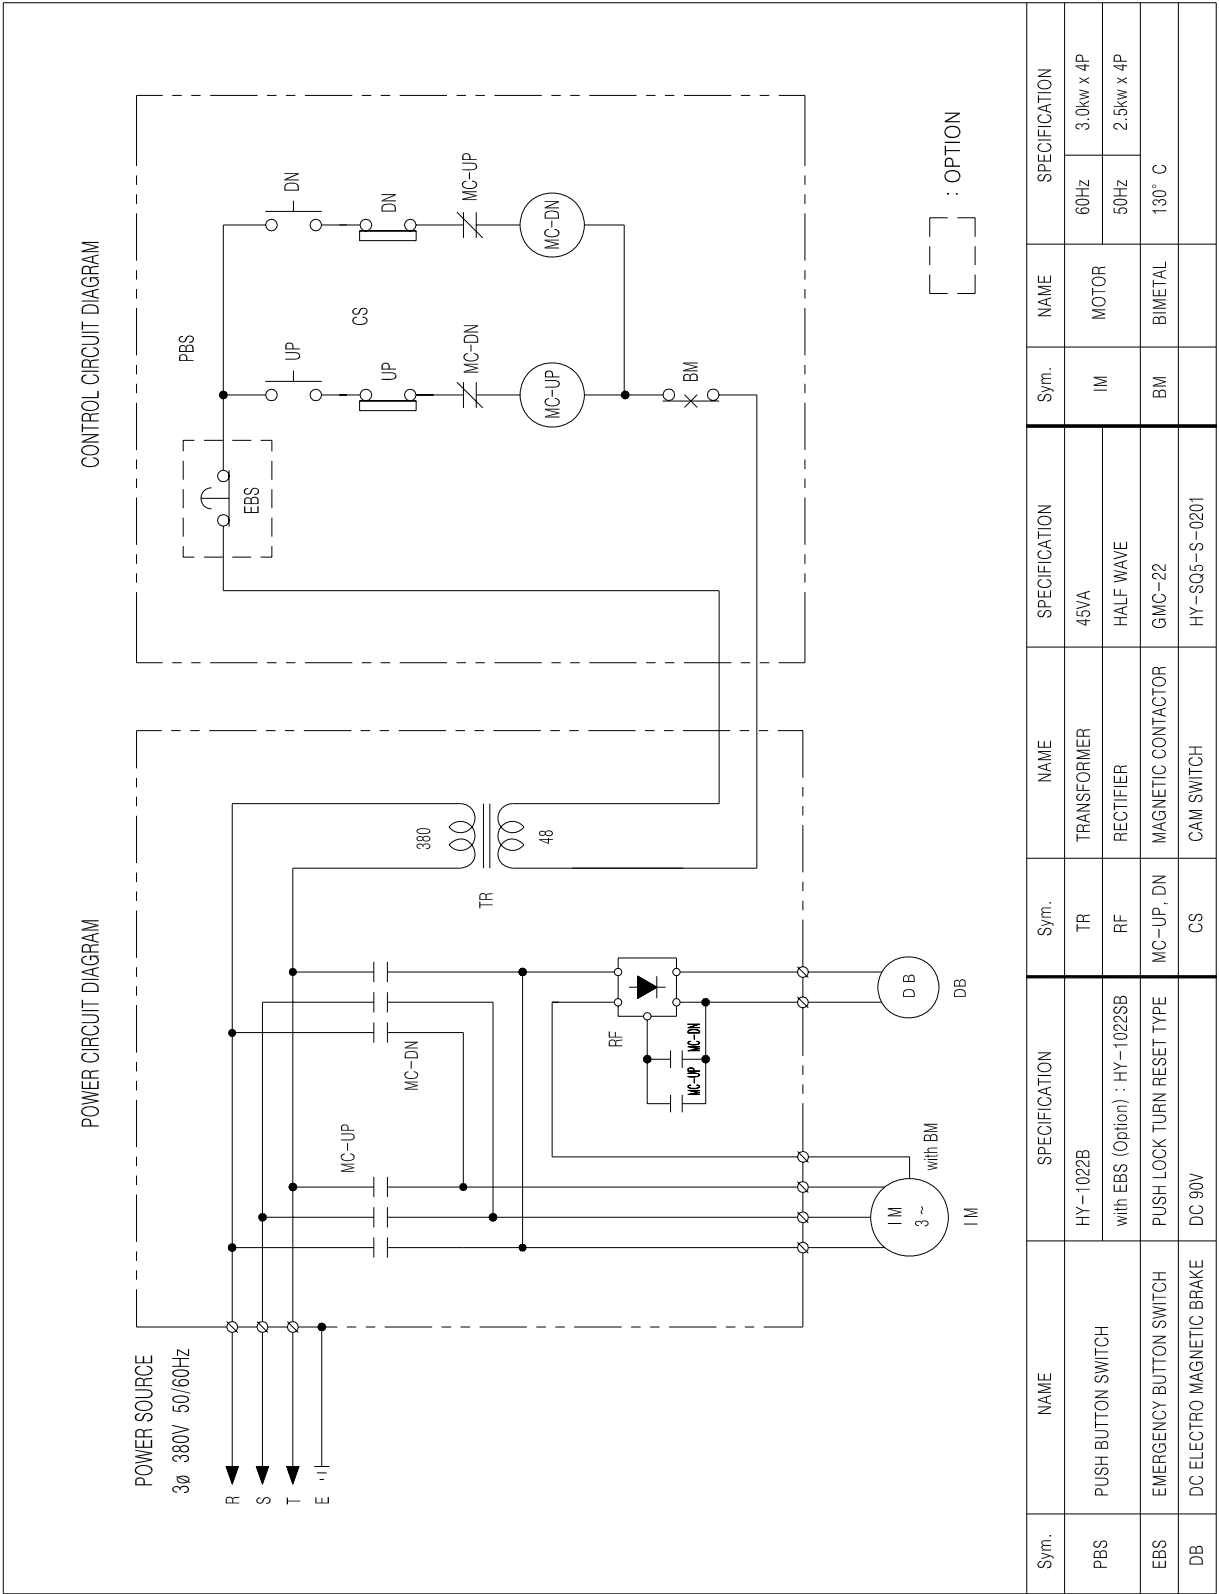 POWER CIRCUIT DIAGRAM
CONTROL CIRCUIT DIAGRAM
POWER SOURCE
3ø 380V 50/60Hz
R
S
T
E
MC-UP
MC-DN
TR
380
48
RF
MC-UP
MC-DN
with BM
IM
3 ~
IM
DB
DB
EBS
PBS
UP
DN
CS
UP
DN
MC-DN
MC-UP
MC-UP
MC-DN
BM
: OPTION
Sym. NAME SPECIFICATION Sym. NAME SPECIFICATION Sym. NAME SPECIFICATION
PBS PUSH BUTTON SWITCH HY-1022B TR TRANSFORMER 45VA IM MOTOR 60Hz 3.0kw x 4P
with EBS (Option) : HY-1022SB RF RECTIFIER HALF WAVE 50Hz 2.5kw x 4P
EBS EMERGENCY BUTTON SWITCH PUSH LOCK TURN RESET TYPE MC-UP, DN MAGNETIC CONTACTOR GMC-22 BM BIMETAL 130° C
DB DC ELECTRO MAGNETIC BRAKE DC 90V CS CAM SWITCH HY-SQ5-S-0201